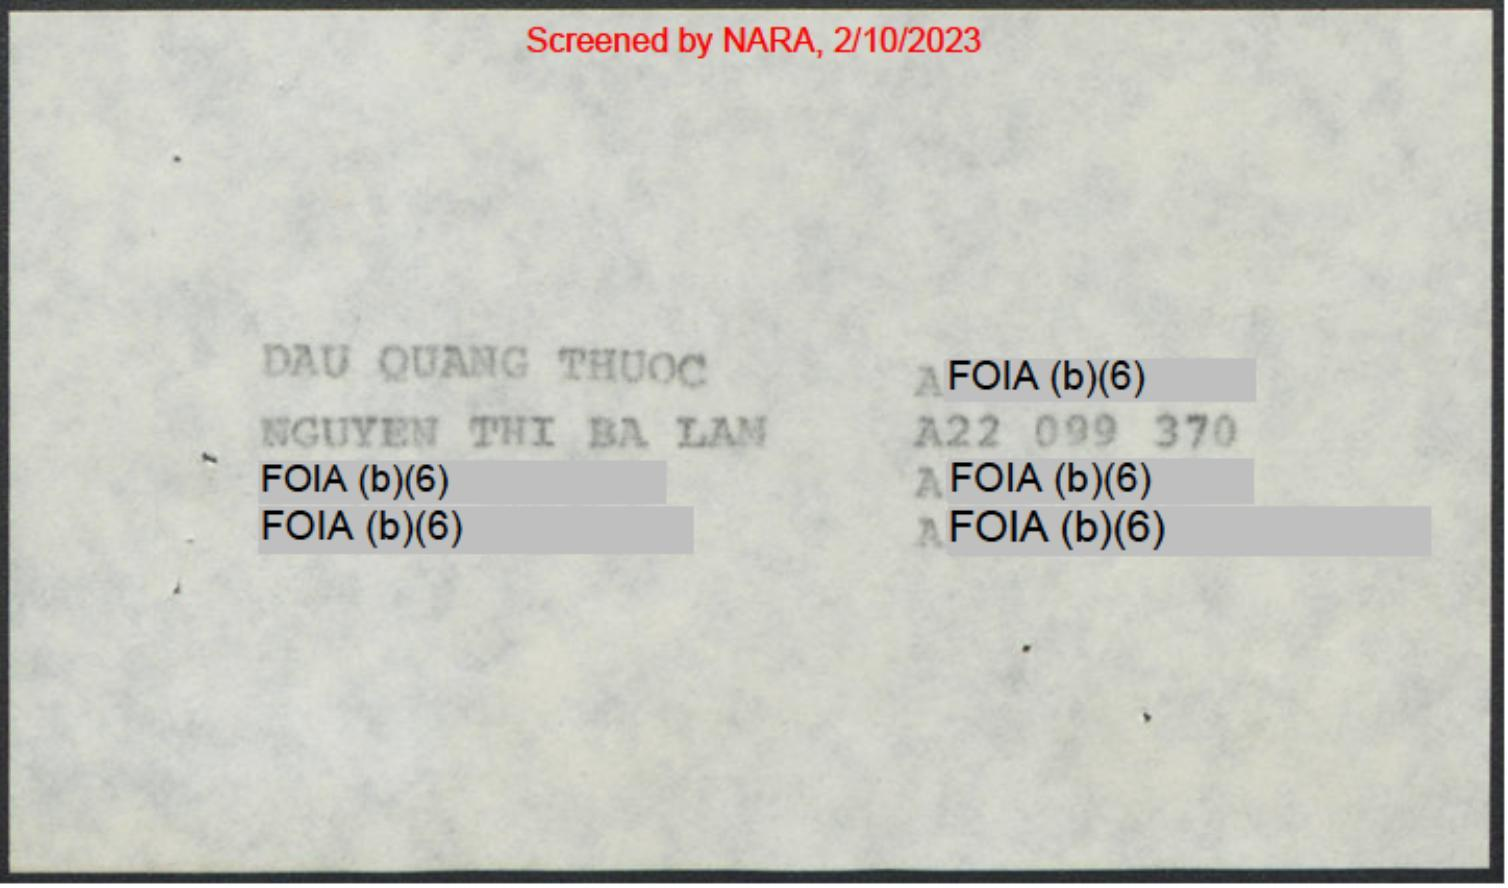 Screened by NARA, 2/10/2023
DAU QUANG THUOC A FOIA (b)(6)
NGUYEN THI BA LAM A22 099 370
FOIA (b)(6) A FOIA (b)(6)
FOIA (b)(6) A FOIA (b)(6)